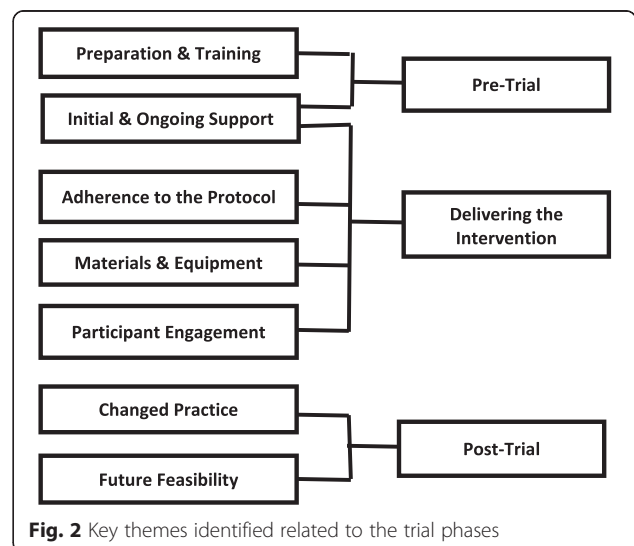 Preparation & Training
Initial & Ongoing Support
Pre-Trial
Adherence to the Protocol
Materials & Equipment
Participant Engagement
Delivering the
Intervention
Changed Practice
Future Feasibility
Post-Trial
Fig. 2 Key themes identified related to the trial phases